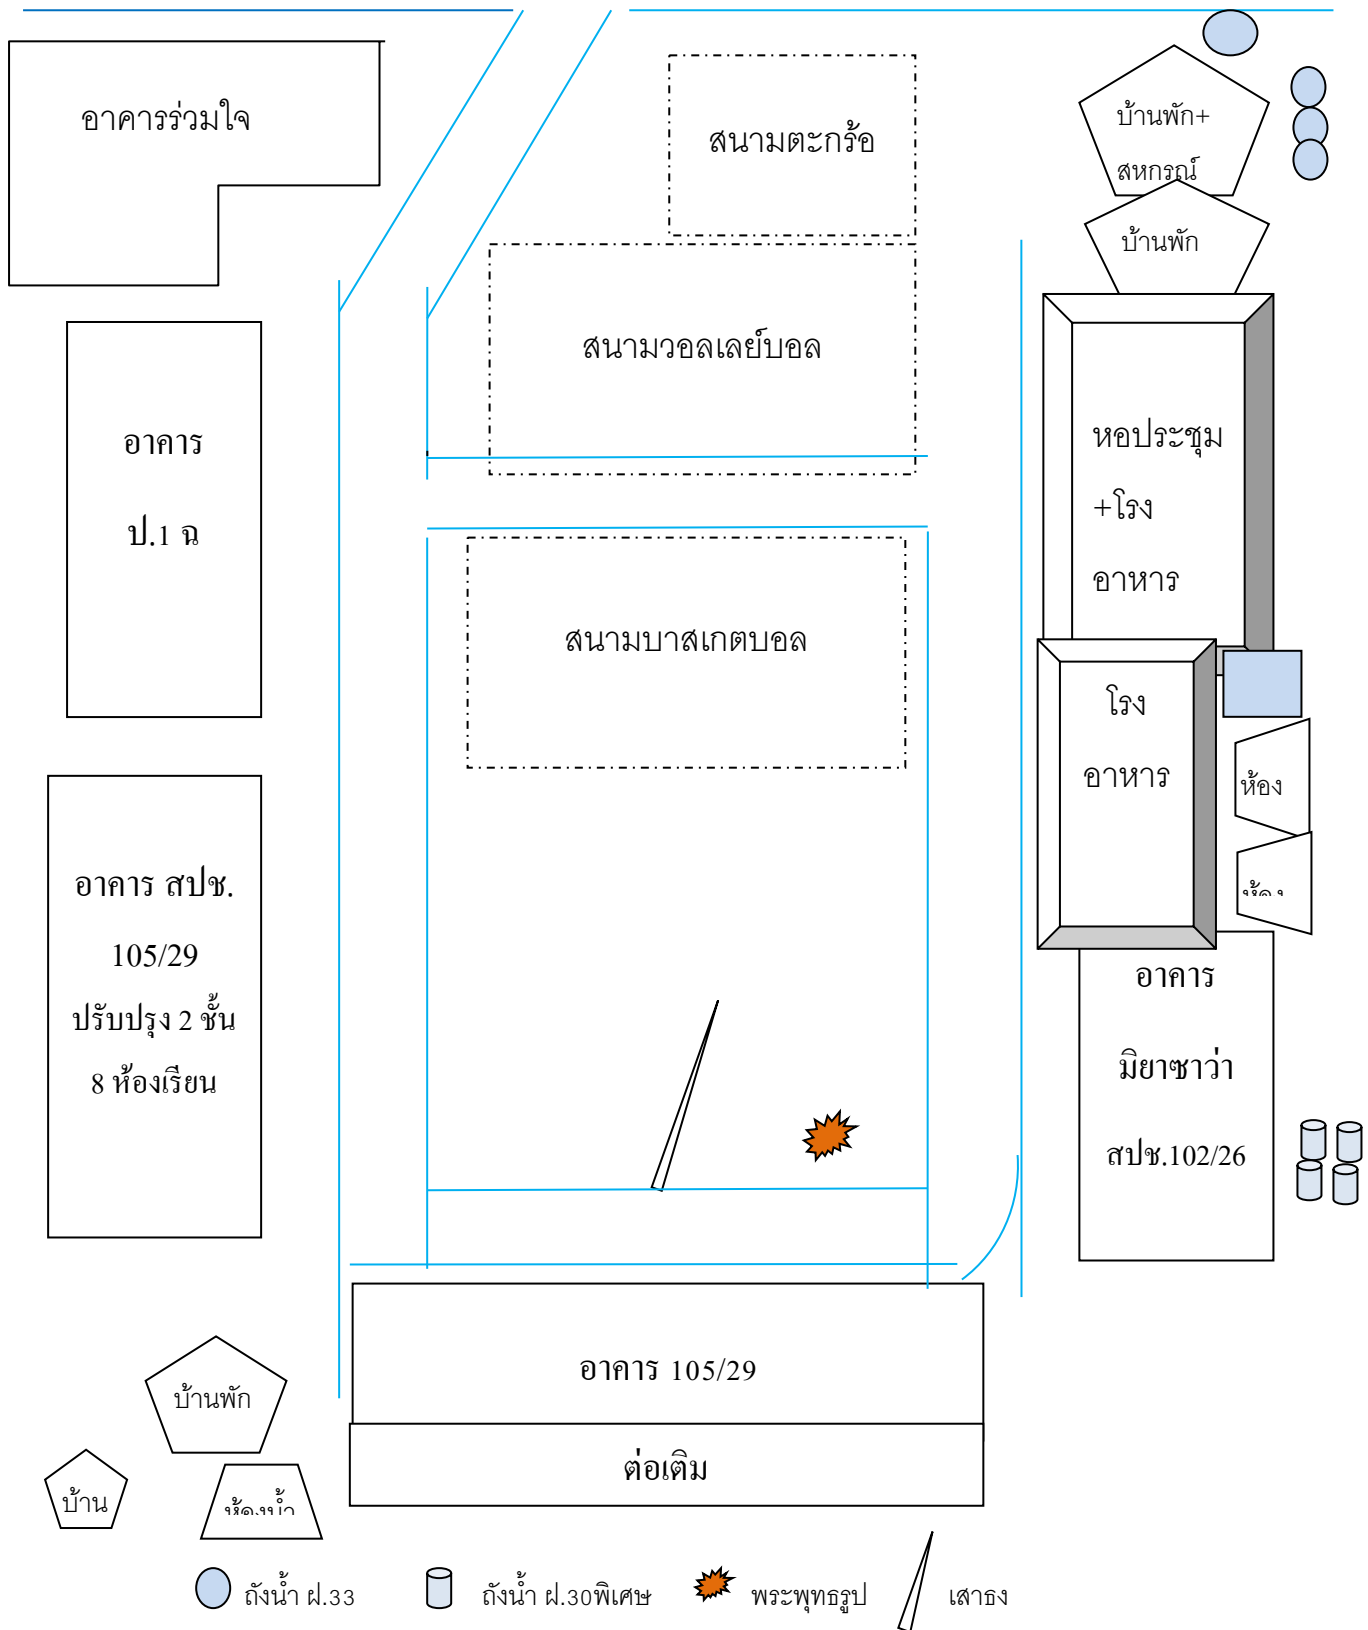 อาคารร่วมใจ
สนามตะกร้อ
บ้านพัก+
สหกรณ์
บ้านพัก
สนามวอลเลย์บอล
อาคาร
ป.1 ฉ
หอประชุม
+โรง
อาหาร
สนามบาสเกตบอล
โรง
อาหาร
ห้อง
ห้อง
อาคาร สปช.
105/29
ปรับปรุง 2 ชั้น
8 ห้องเรียน
อาคาร
มิยาซาว่า
สปช.102/26
อาคาร 105/29
ต่อเติม
บ้านพัก
บ้าน
ห้องน้ำ
ถังน้ำ ฝ.33
ถังน้ำ ฝ.30พิเศษ
พระพุทธรูป
เสาธง